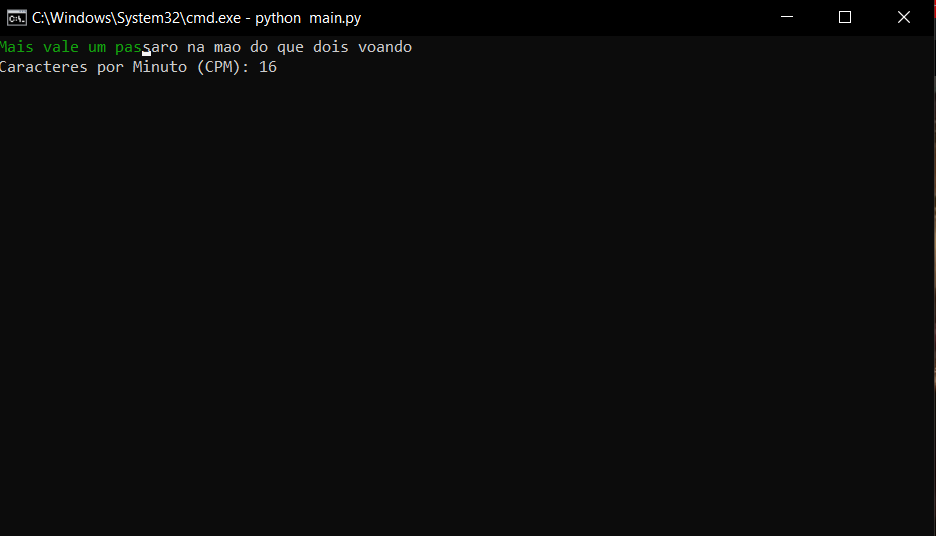 C:\Windows\System32\cmd.exe - python  main.py
Mais vale um passaro na mao do que dois voando
Caracteres por Minuto (CPM): 16